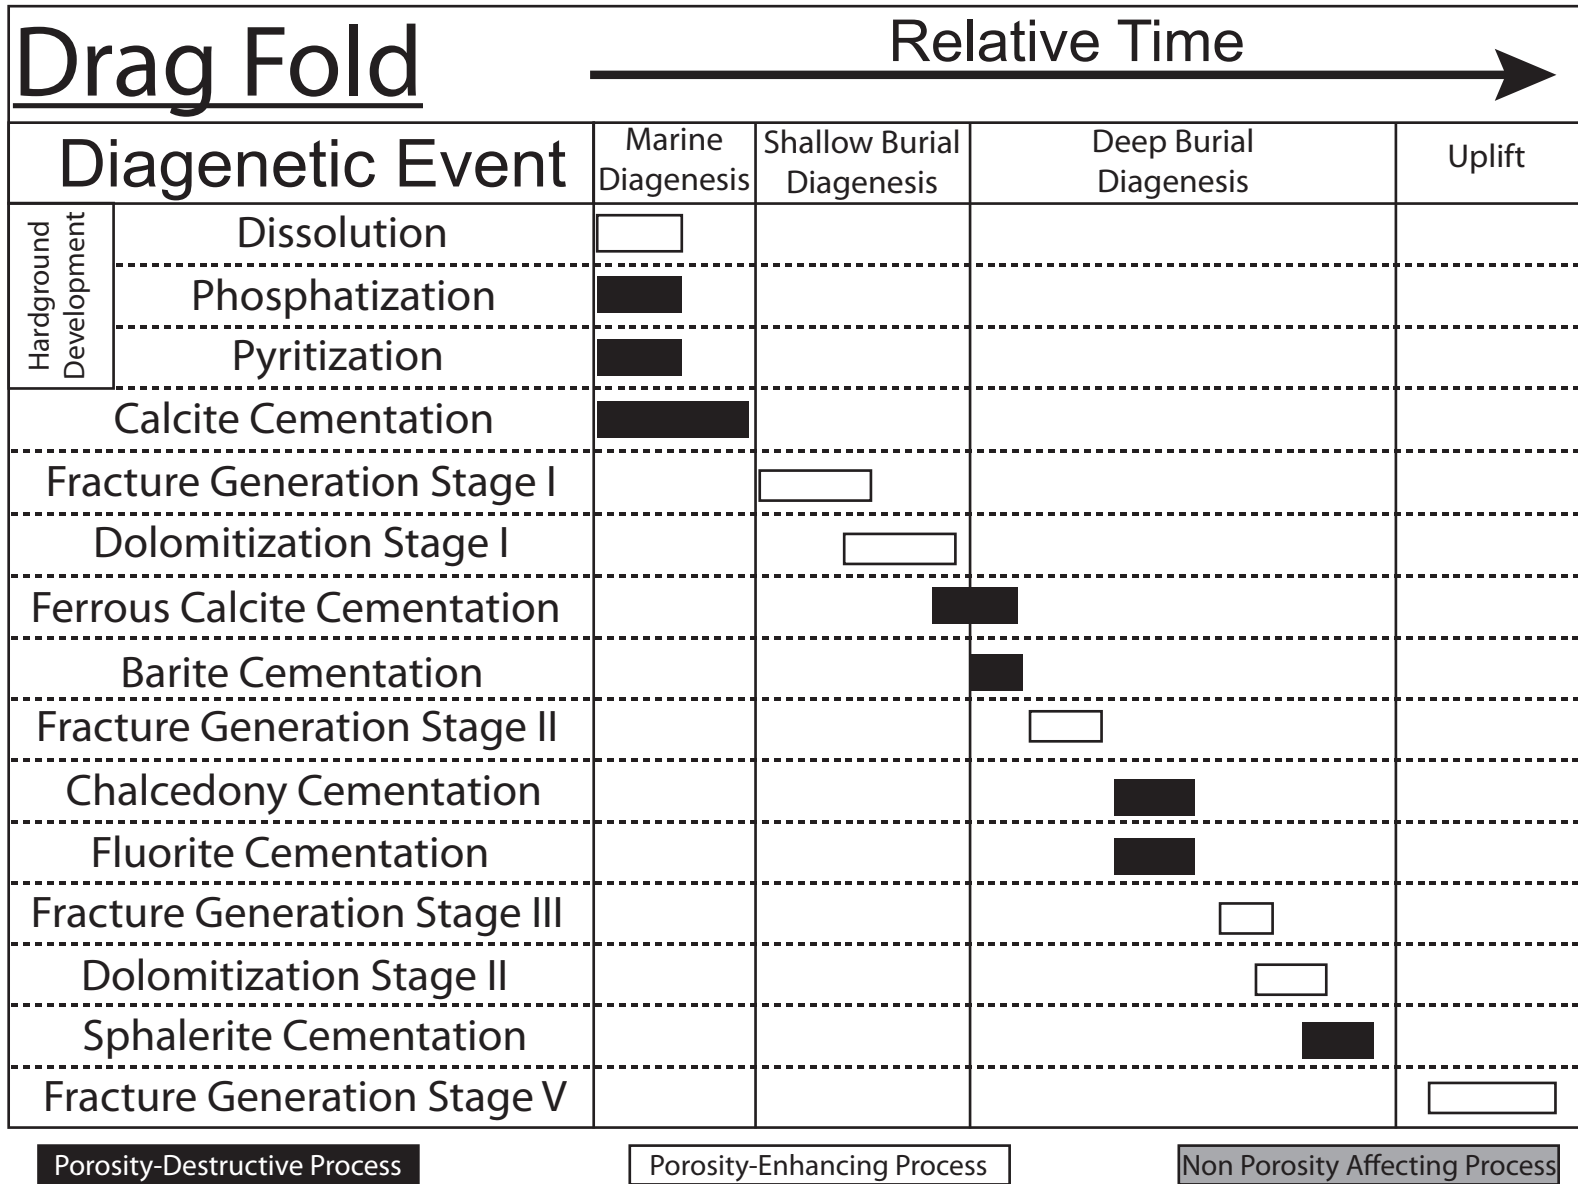 Drag Fold
Relative Time
Diagenetic Event
Marine
Diagenesis
Shallow Burial
Diagenesis
Deep Burial
Diagenesis
Uplift
Hardground
Development
Dissolution
Phosphatization
Pyritization
Calcite Cementation
Fracture Generation Stage I
Dolomitization Stage I
Ferrous Calcite Cementation
Barite Cementation
Fracture Generation Stage II
Chalcedony Cementation
Fluorite Cementation
Fracture Generation Stage III
Dolomitization Stage II
Sphalerite Cementation
Fracture Generation Stage V
Porosity-Destructive Process
Porosity-Enhancing Process
Non Porosity Affecting Process